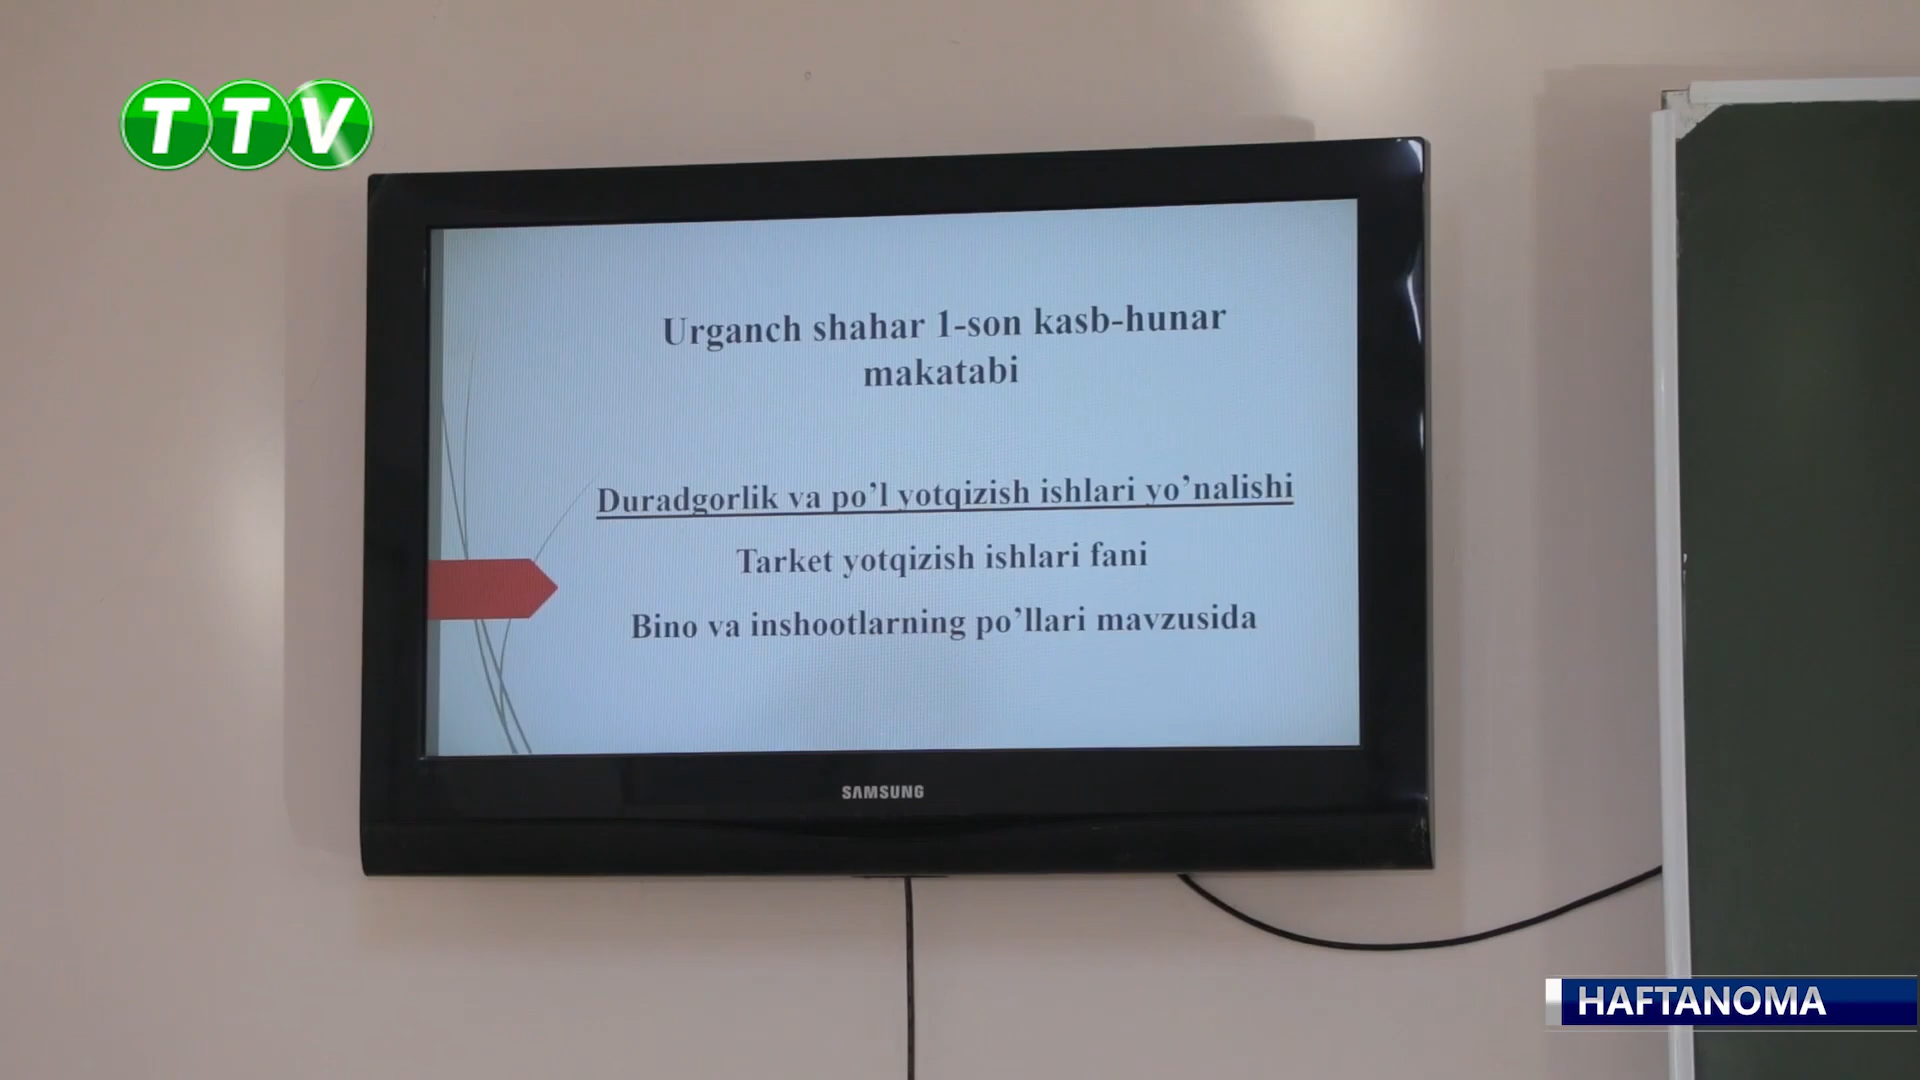 TTV
Urganch shahar 1-son kasb-hunar
makatabi
Duradgorlik va po’l yotqizish ishlari yo’nalishi
Tarket yotqizish ishlari fani
Bino va inshootlarning po’llari mavzusida
SAMSUNG
HAFTANOMA